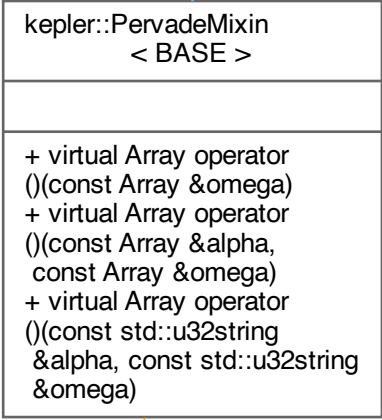 kepler::PervadeMixin
< BASE >
+ virtual Array operator
()(const Array &omega)
+ virtual Array operator
()(const Array &alpha,
const Array &omega)
+ virtual Array operator
()(const std::u32string
&alpha, const std::u32string
&omega)